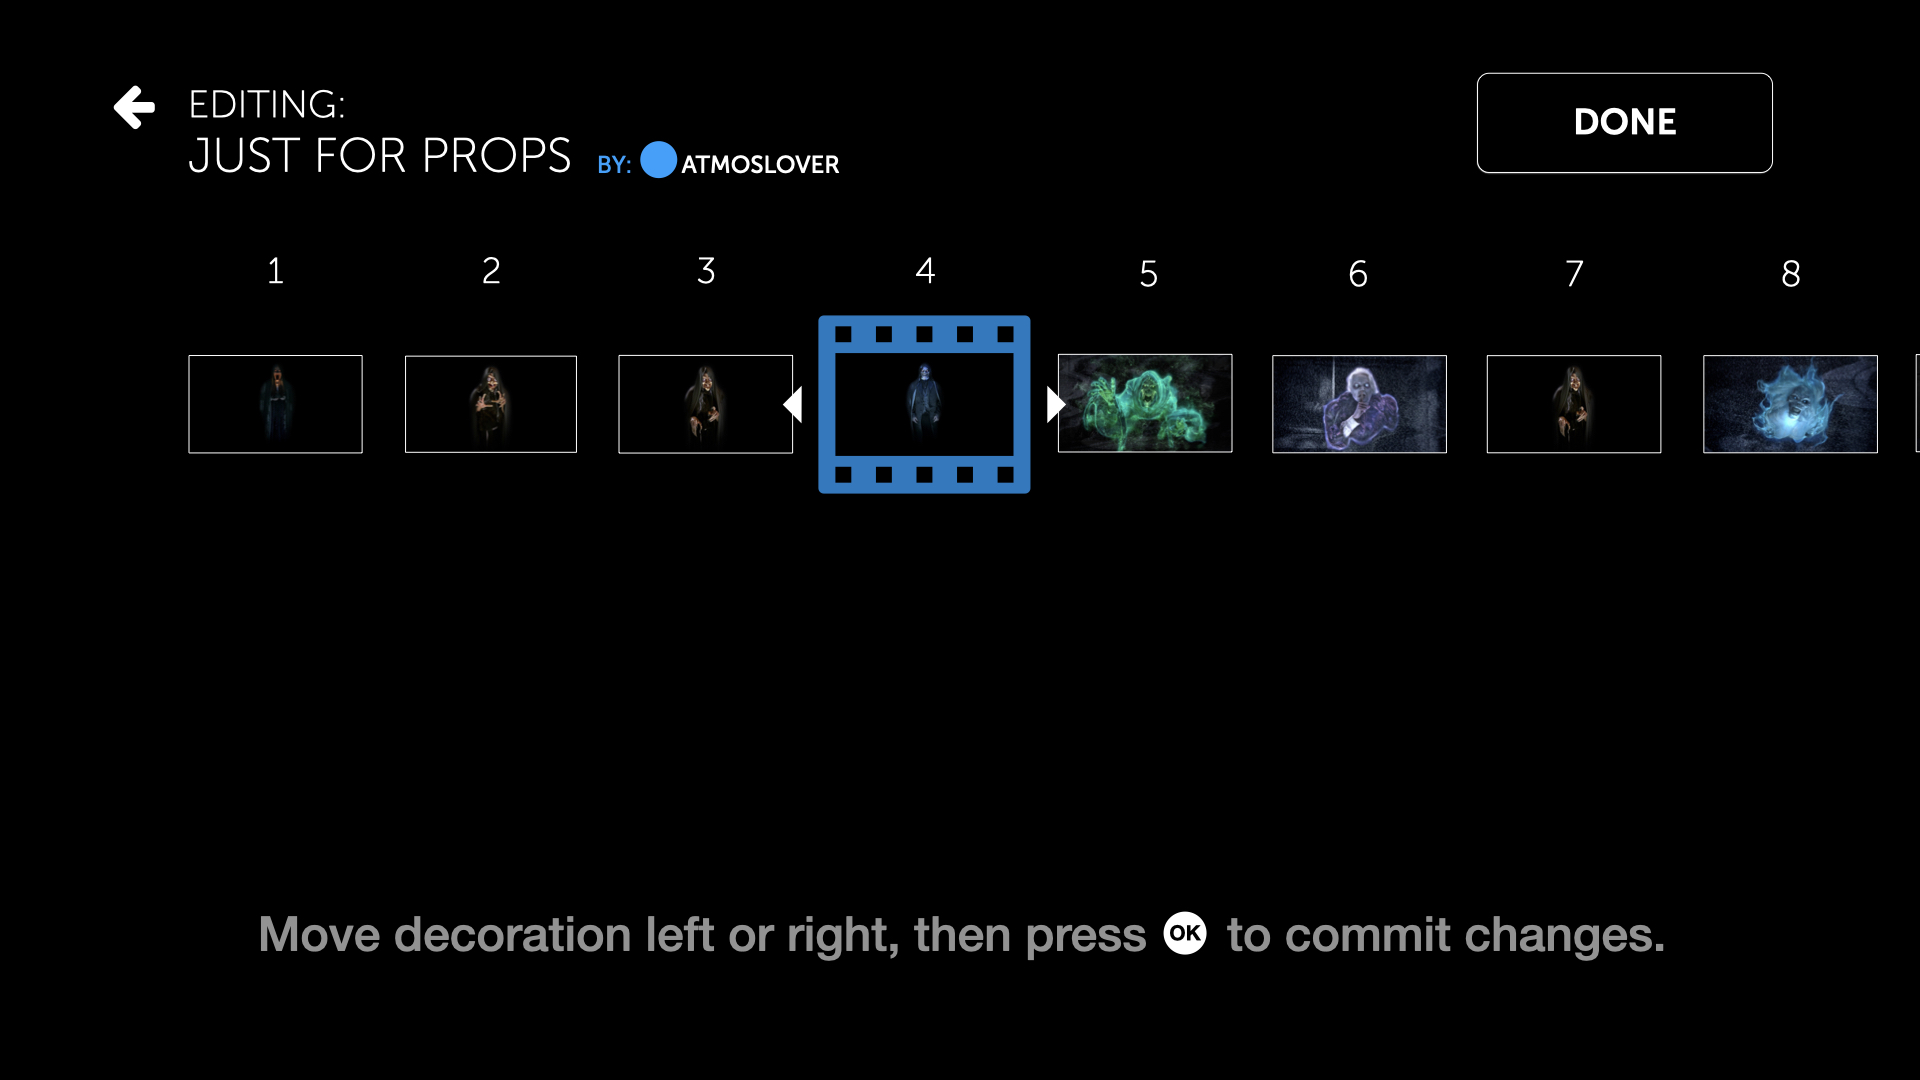 EDITING:
JUST FOR PROPS BY: ATMOSLOVER
DONE
1 2 3 4 5 6 7 8
Move decoration left or right, then press OK to commit changes.